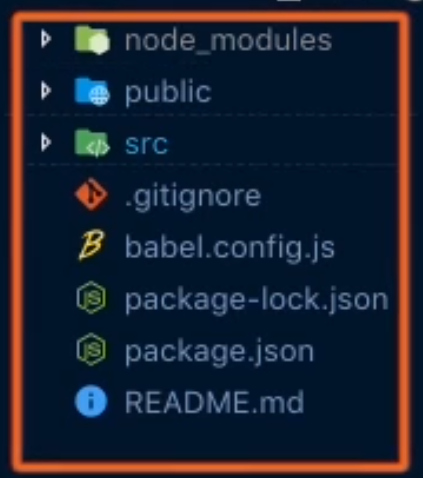 node_modules
public
src
.gitignore
babel.config.js
package-lock.json
package.json
README.md